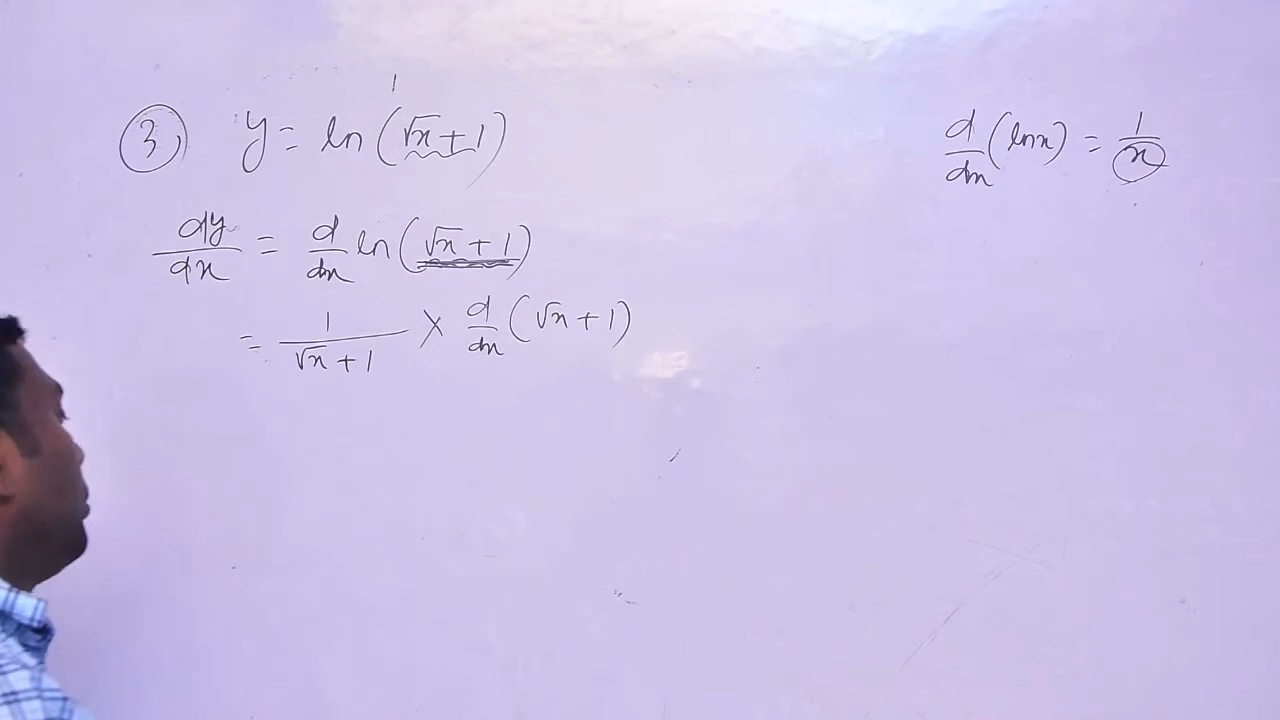 3) y = ln(√x + 1)
d/dx (ln x) = 1/x
dy/dx = d/dx ln(√x + 1)
= 1/(√x + 1) × d/dx (√x + 1)